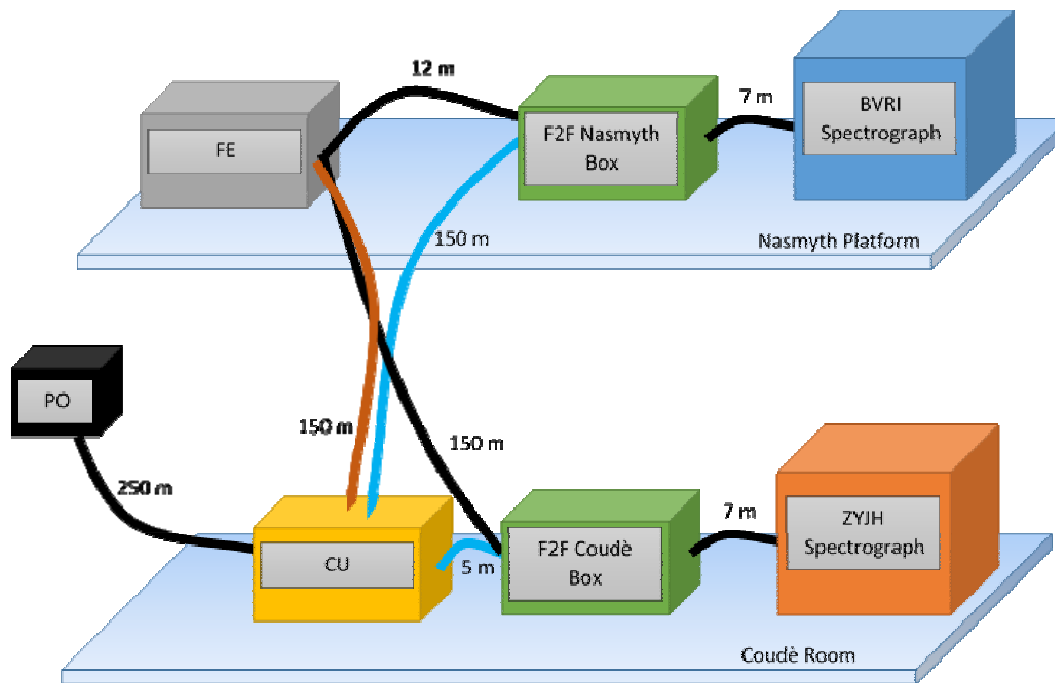 12 m
7 m
BVRI
Spectrograph
FE
F2F Nasmyth
Box
150 m
Nasmyth Platform
PO
150 m
150 m
250 m
7 m
ZYJH
Spectrograph
CU
5 m
F2F Coudè
Box
Coudè Room